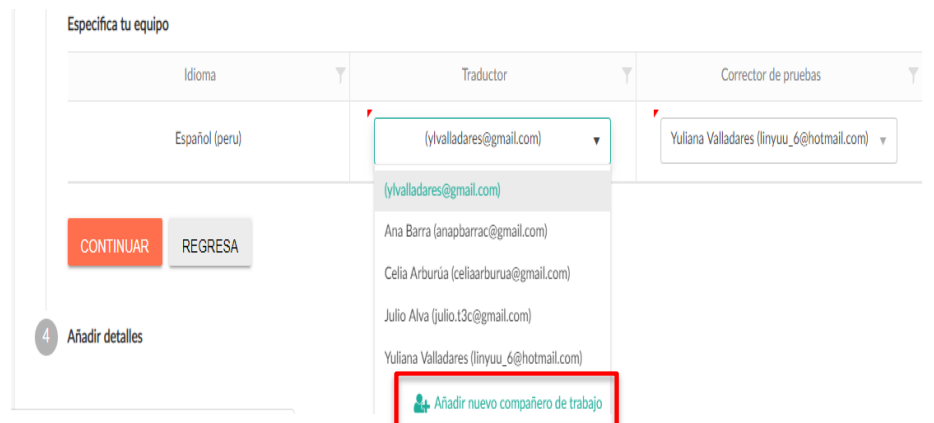 Especifica tu equipo
Idioma Traductor Corrector de pruebas
Español (peru) (ylvalladares@gmail.com) Yuliana Valladares (linyuu_6@hotmail.com)
(ylvalladares@gmail.com)
Ana Barra (anapbarrac@gmail.com)
Celia Arburúa (celiaarburua@gmail.com)
Julio Alva (julio.t3c@gmail.com)
Yuliana Valladares (linyuu_6@hotmail.com)
Añadir nuevo compañero de trabajo
CONTINUAR REGRESA
4 Añadir detalles